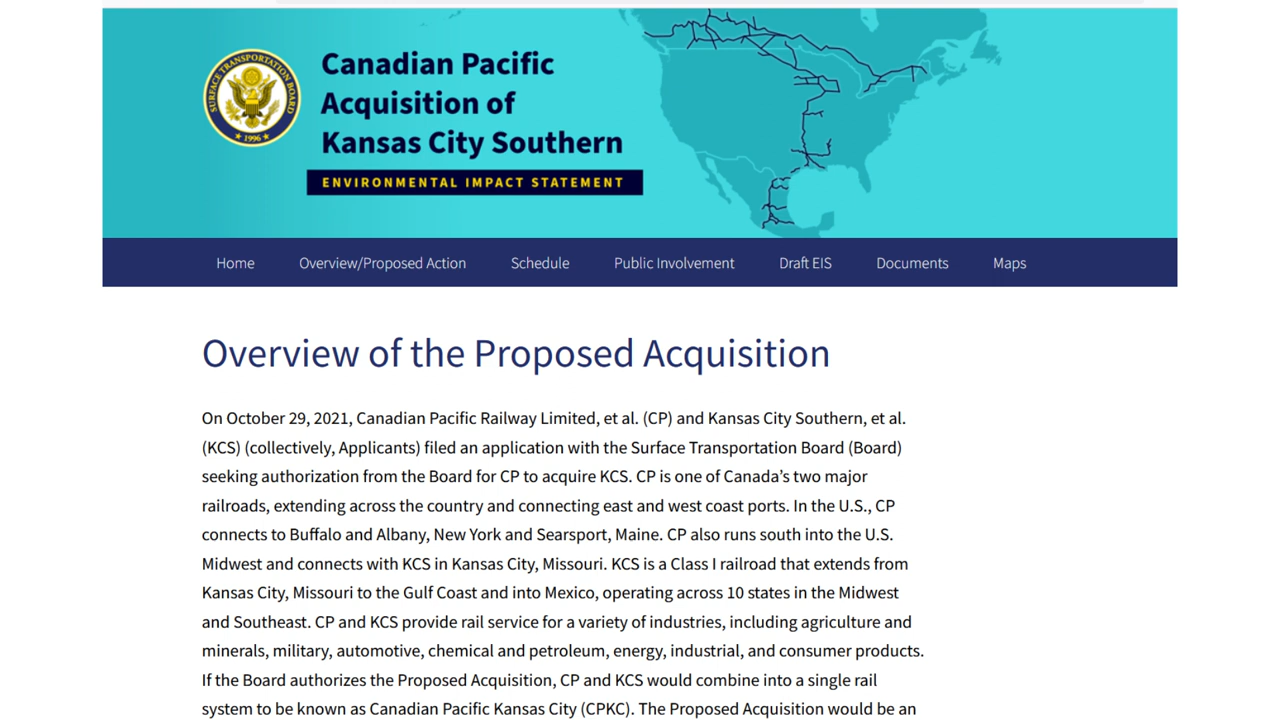 SURFACE TRANSPORTATION BOARD
★ 1996 ★
Canadian Pacific
Acquisition of
Kansas City Southern
ENVIRONMENTAL IMPACT STATEMENT
Home Overview/Proposed Action Schedule Public Involvement Draft EIS Documents Maps
Overview of the Proposed Acquisition
On October 29, 2021, Canadian Pacific Railway Limited, et al. (CP) and Kansas City Southern, et al.
(KCS) (collectively, Applicants) filed an application with the Surface Transportation Board (Board)
seeking authorization from the Board for CP to acquire KCS. CP is one of Canada’s two major
railroads, extending across the country and connecting east and west coast ports. In the U.S., CP
connects to Buffalo and Albany, New York and Searsport, Maine. CP also runs south into the U.S.
Midwest and connects with KCS in Kansas City, Missouri. KCS is a Class I railroad that extends from
Kansas City, Missouri to the Gulf Coast and into Mexico, operating across 10 states in the Midwest
and Southeast. CP and KCS provide rail service for a variety of industries, including agriculture and
minerals, military, automotive, chemical and petroleum, energy, industrial, and consumer products.
If the Board authorizes the Proposed Acquisition, CP and KCS would combine into a single rail
system to be known as Canadian Pacific Kansas City (CPKC). The Proposed Acquisition would be an